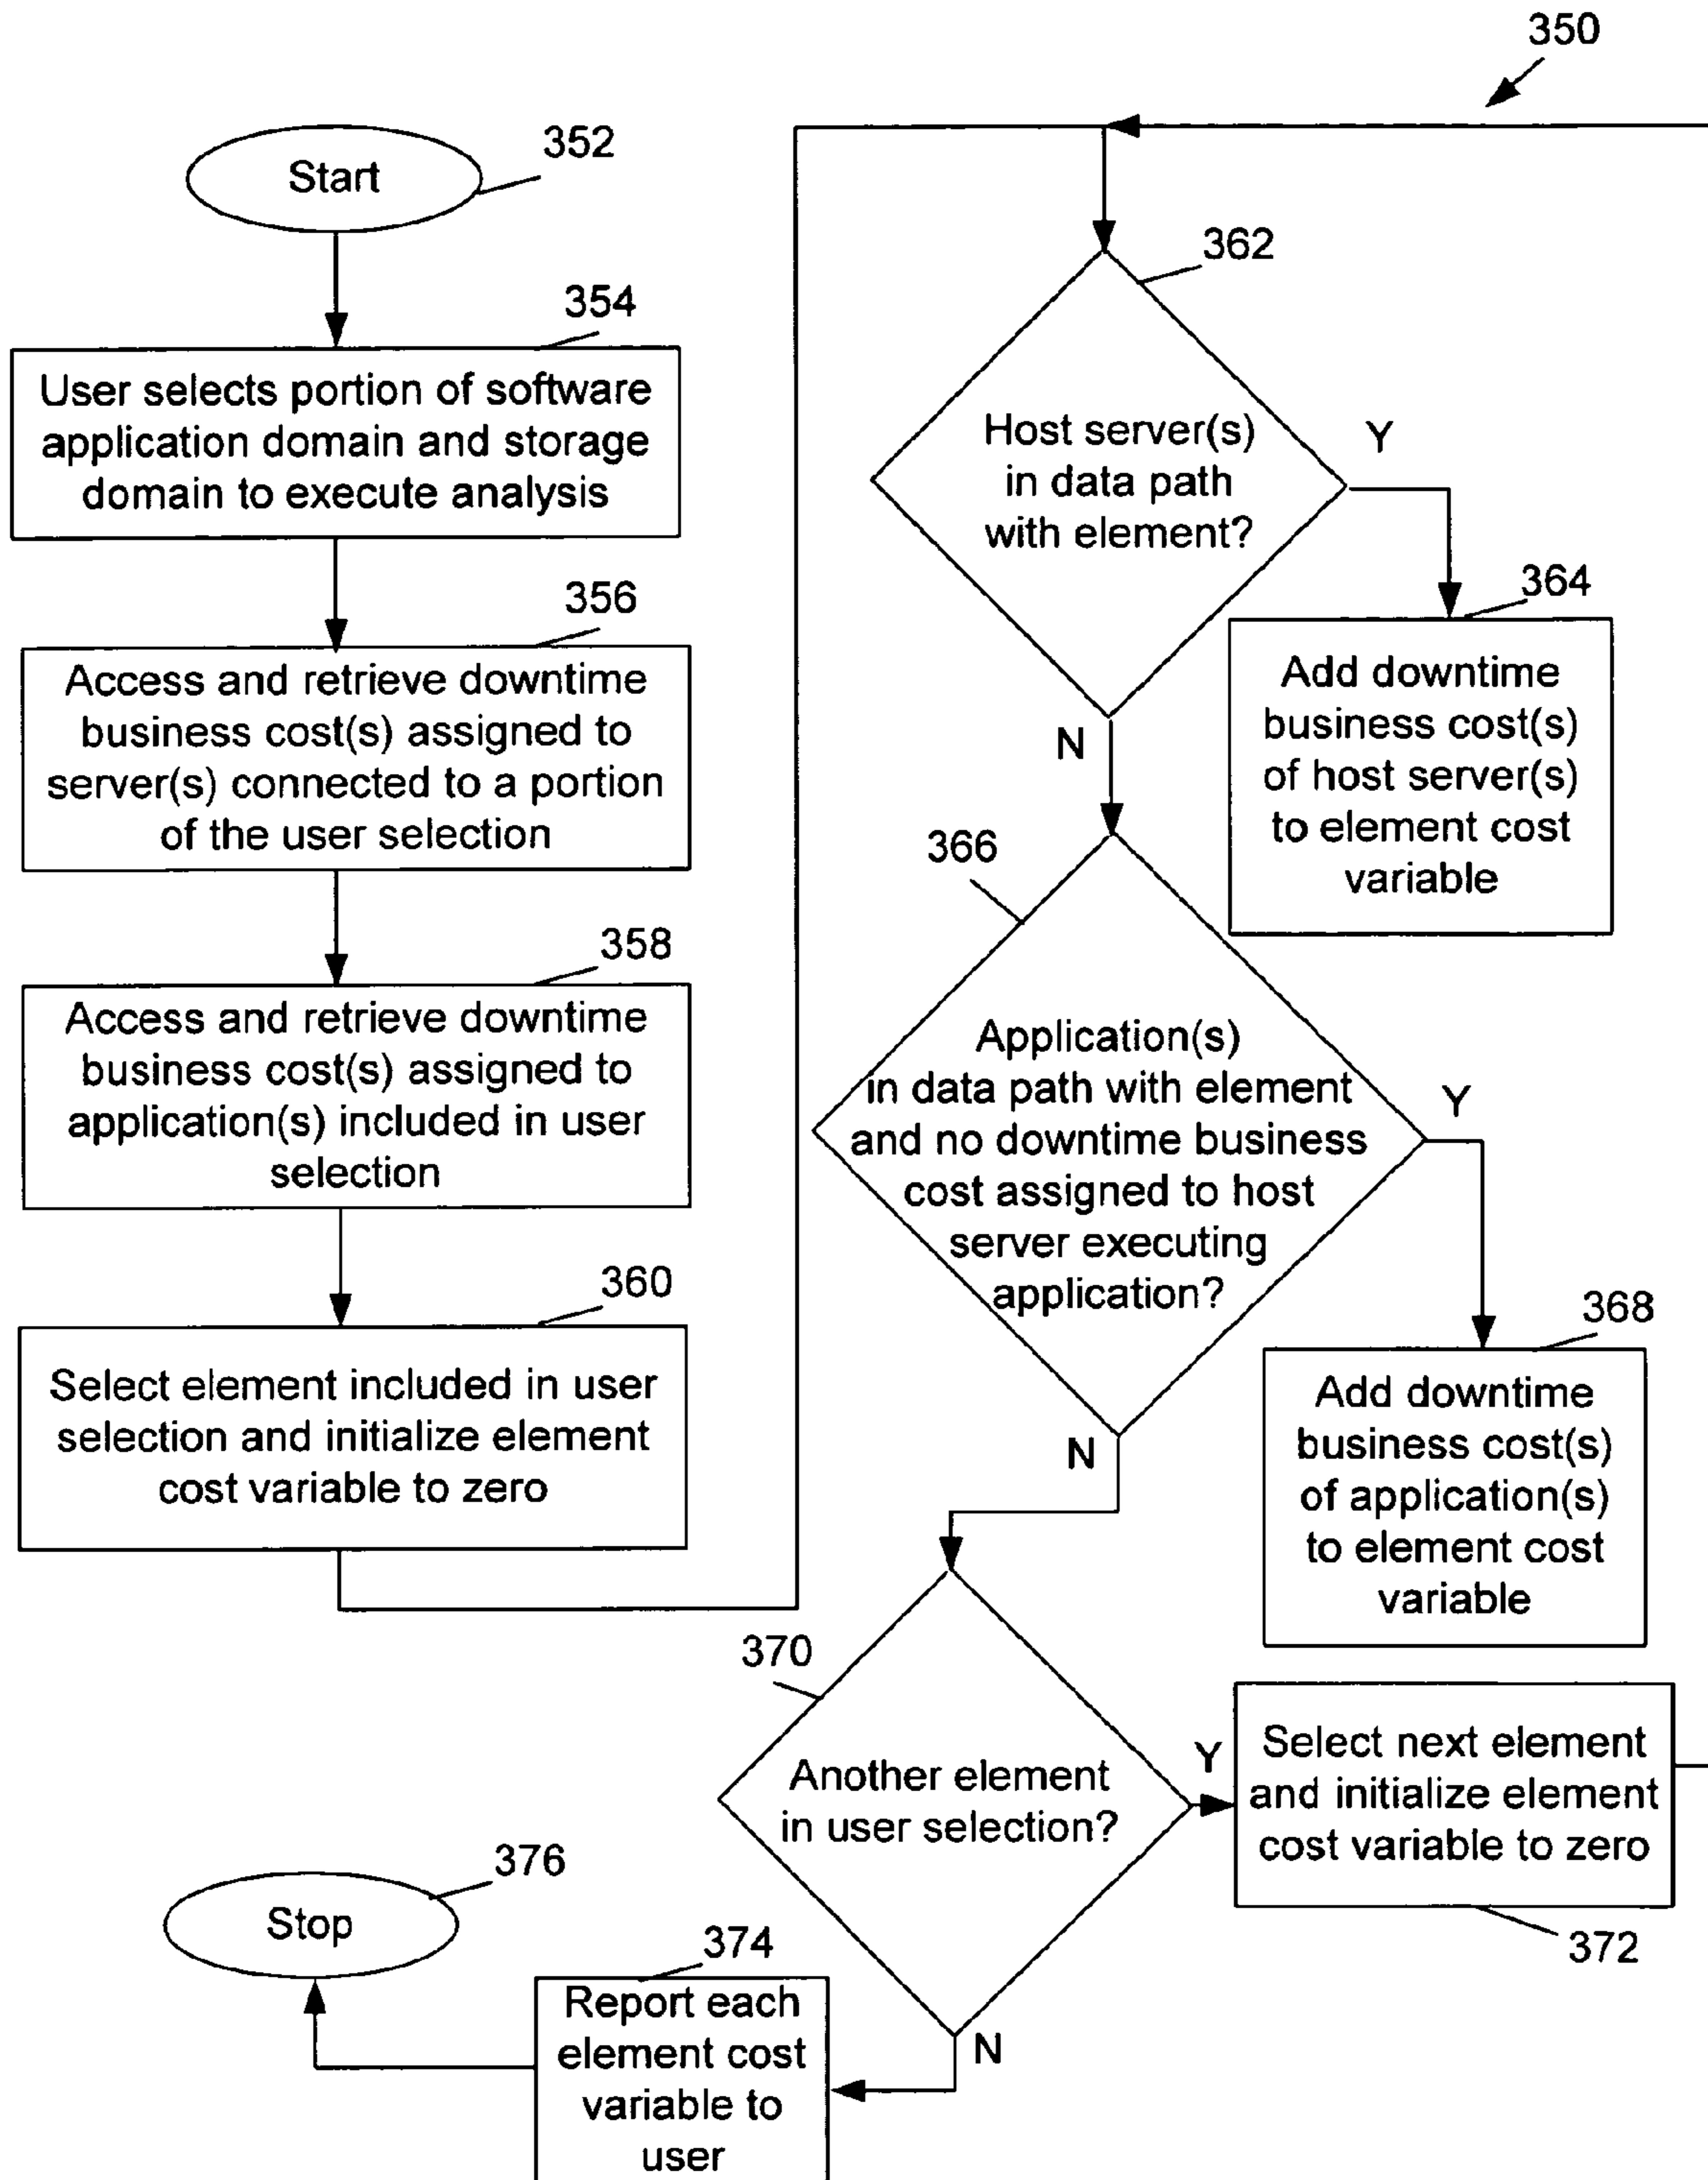 350
352
Start
354
User selects portion of software
application domain and storage
domain to execute analysis
356
Access and retrieve downtime
business cost(s) assigned to
server(s) connected to a portion
of the user selection
358
Access and retrieve downtime
business cost(s) assigned to
application(s) included in user
selection
360
Select element included in user
selection and initialize element
cost variable to zero
362
Host server(s)
in data path
with element?
Y
N
364
Add downtime
business cost(s)
of host server(s)
to element cost
variable
366
Application(s)
in data path with element
and no downtime business
cost assigned to host
server executing
application?
Y
N
368
Add downtime
business cost(s)
of application(s)
to element cost
variable
370
Another element
in user selection?
Y
N
Select next element
and initialize element
cost variable to zero
372
374
Report each
element cost
variable to
user
376
Stop